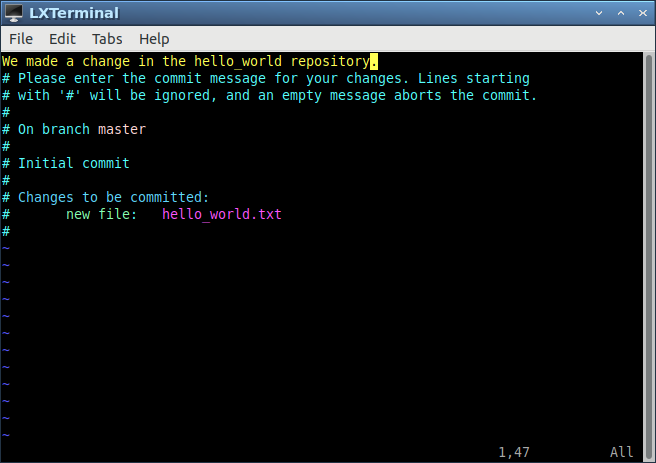 LXTerminal
File Edit Tabs Help
We made a change in the hello_world repository.
# Please enter the commit message for your changes. Lines starting
# with '#' will be ignored, and an empty message aborts the commit.
#
# On branch master
#
# Initial commit
#
# Changes to be committed:
#       new file:   hello_world.txt
#
~
~
~
~
~
~
~
~
~
~
~
~
1,47 All